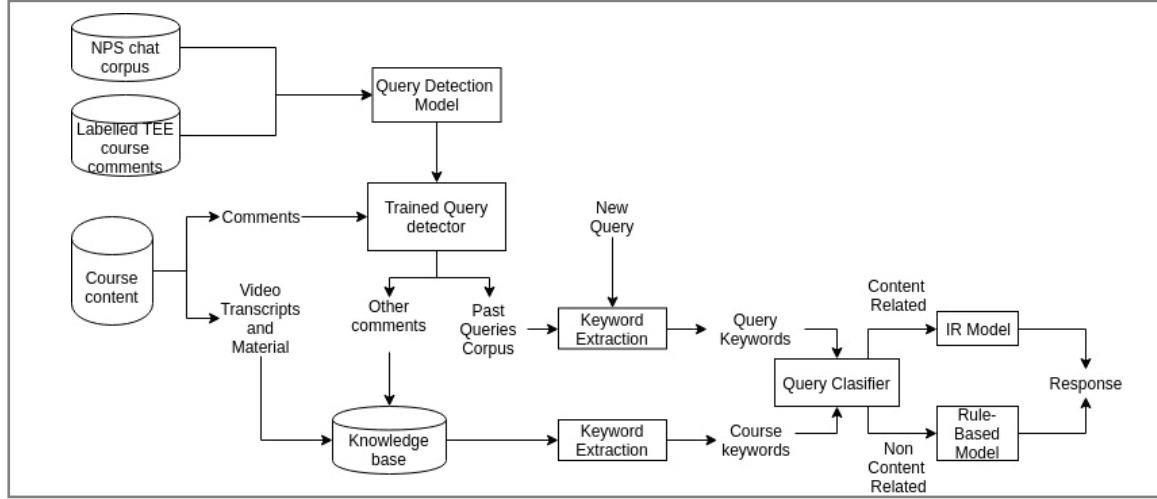 NPS chat
corpus
Query Detection
Model
Labelled TEE
course
comments
Comments
Trained Query
detector
New
Query
Course
content
Video
Transcripts
and
Material
Other
comments
Past
Queries
Corpus
Keyword
Extraction
Query
Keywords
Content
Related
IR Model
Query Clasifier
Response
Knowledge
base
Keyword
Extraction
Course
keywords
Non
Content
Related
Rule-
Based
Model